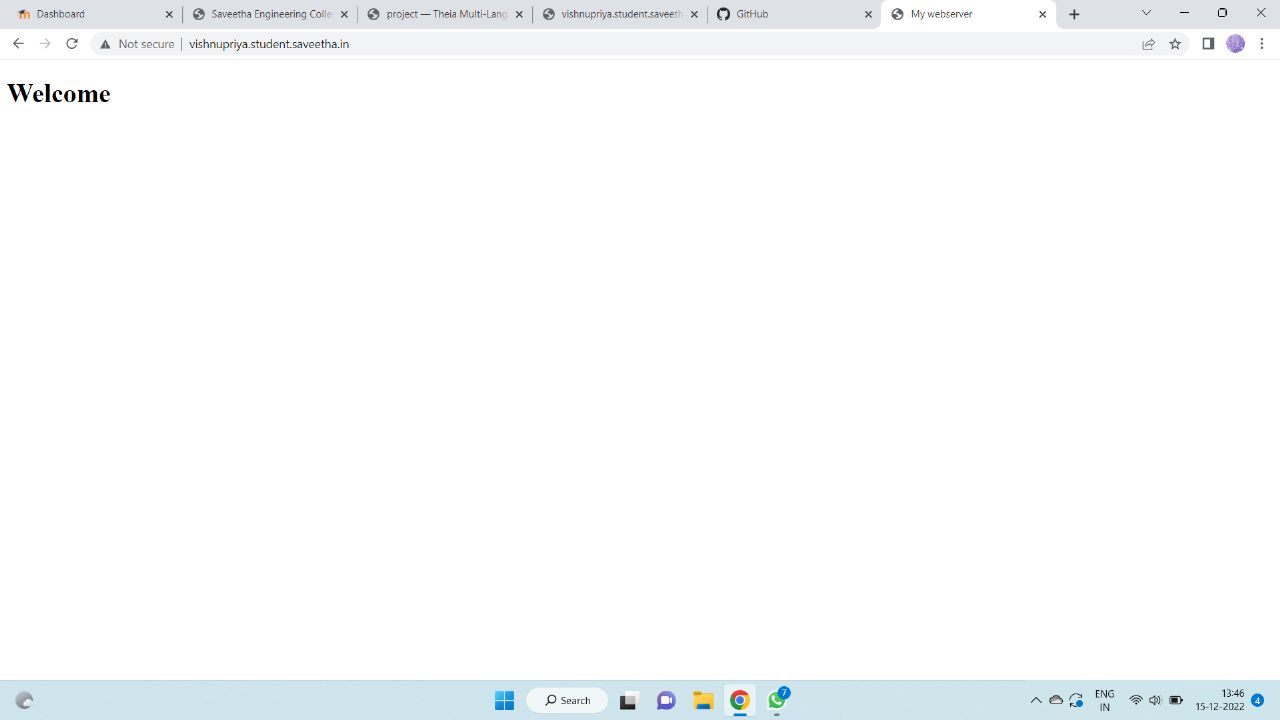 Dashboard
Saveetha Engineering Colle
project — Theia Multi-Lang
vishnupriya.student.saveeth
GitHub
My webserver
Not secure
vishnupriya.student.saveetha.in
Welcome
Search
7
ENG
IN
13:46
15-12-2022
4